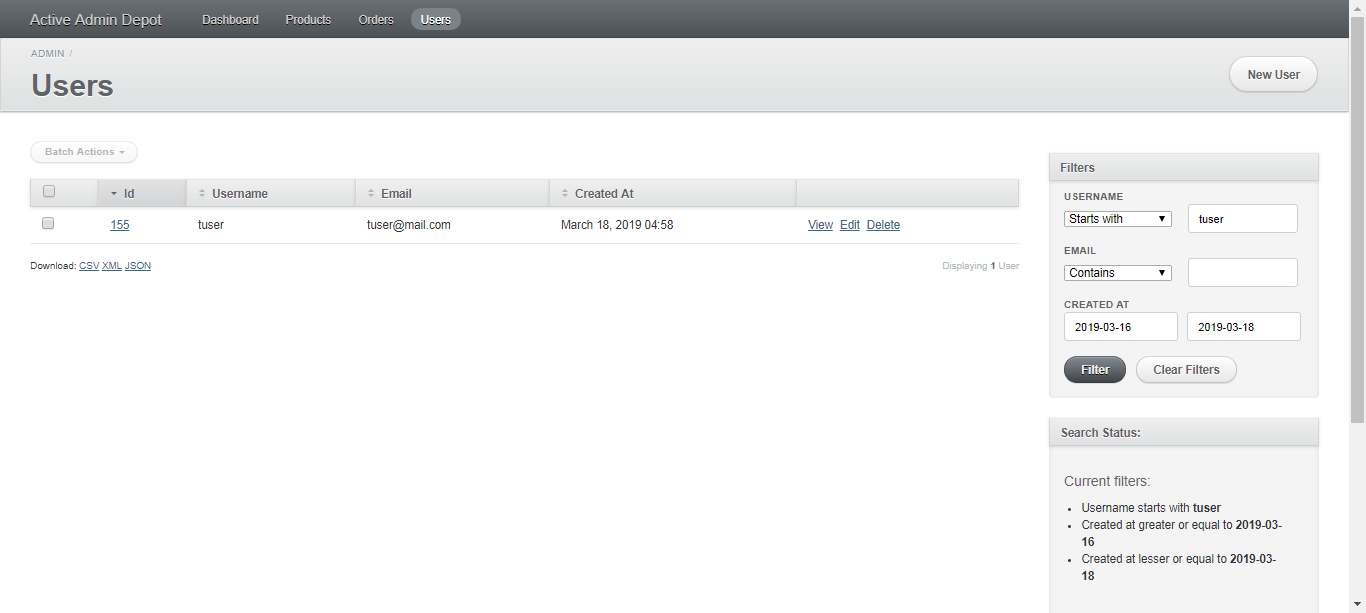 Active Admin Depot Dashboard Products Orders Users
ADMIN /
Users
New User
Batch Actions
Id Username Email Created At
155 tuser tuser@mail.com March 18, 2019 04:58 View Edit Delete
Download: CSV XML JSON
Displaying 1 User
Filters
USERNAME
Starts with tuser
EMAIL
Contains
CREATED AT
2019-03-16 2019-03-18
Filter Clear Filters
Search Status:
Current filters:
Username starts with tuser
Created at greater or equal to 2019-03-
16
Created at lesser or equal to 2019-03-
18